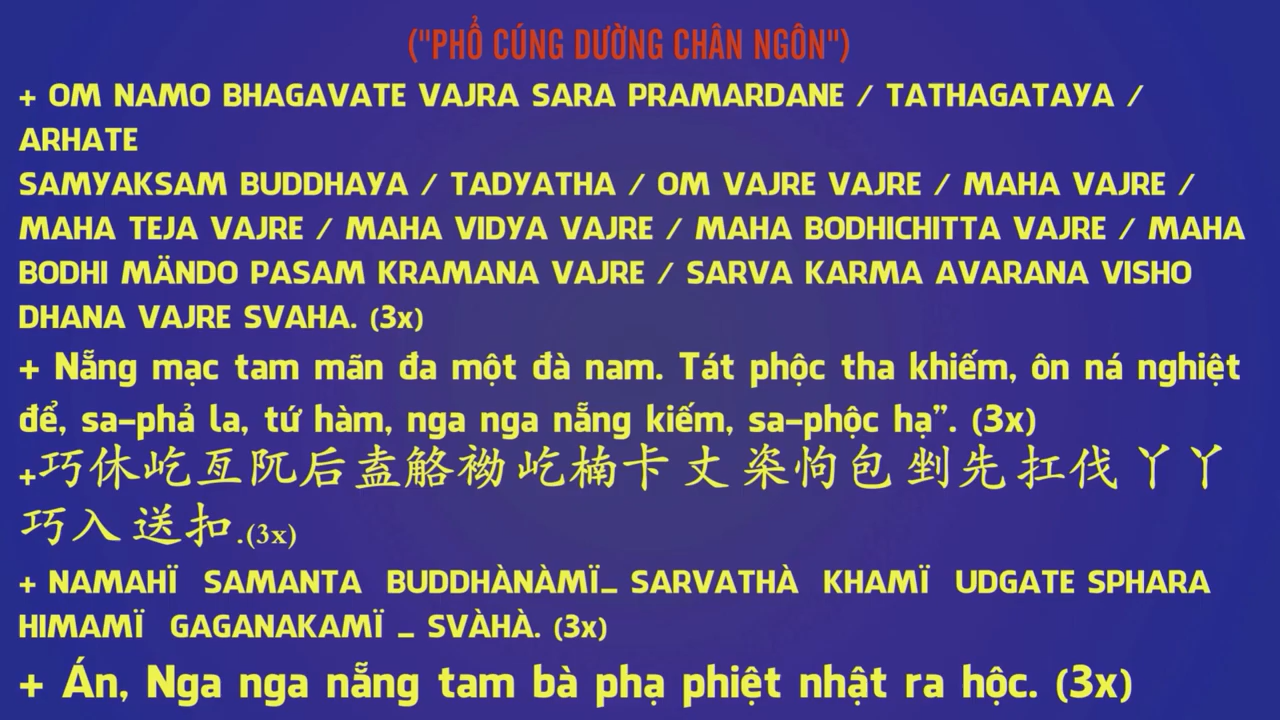 ("PHỔ CÚNG DƯỜNG CHÂN NGÔN")
+ OM NAMO BHAGAVATE VAJRA SARA PRAMARDANE / TATHAGATAYA /
ARHATE
SAMYAKSAM BUDDHAYA / TADYATHA / OM VAJRE VAJRE / MAHA VAJRE /
MAHA TEJA VAJRE / MAHA VIDYA VAJRE / MAHA BODHICHITTA VAJRE / MAHA
BODHI MÄNDO PASAM KRAMANA VAJRE / SARVA KARMA AVARANA VISHO
DHANA VAJRE SVAHA. (3x)
+ Nẵng mạc tam mãn đa một đà nam. Tát phộc tha khiếm, ôn ná nghiệt
để, sa-phả la, tứ hàm, nga nga nẵng kiếm, sa-phộc hạ”. (3x)
+巧休屹亙阢后盍觡袎屹楠卡丈楶恦包剉先扛伐丫丫
巧入送扣.(3x)
+ NAMAHÏ SAMANTA BUDDHÀNÀMÏ_ SARVATHÀ KHAMÏ UDGATE SPHARA
HIMAMÏ GAGANAKAMÏ _ SVÀHÀ. (3x)
+ Án, Nga nga nẵng tam bà phạ phiệt nhật ra hộc. (3x)